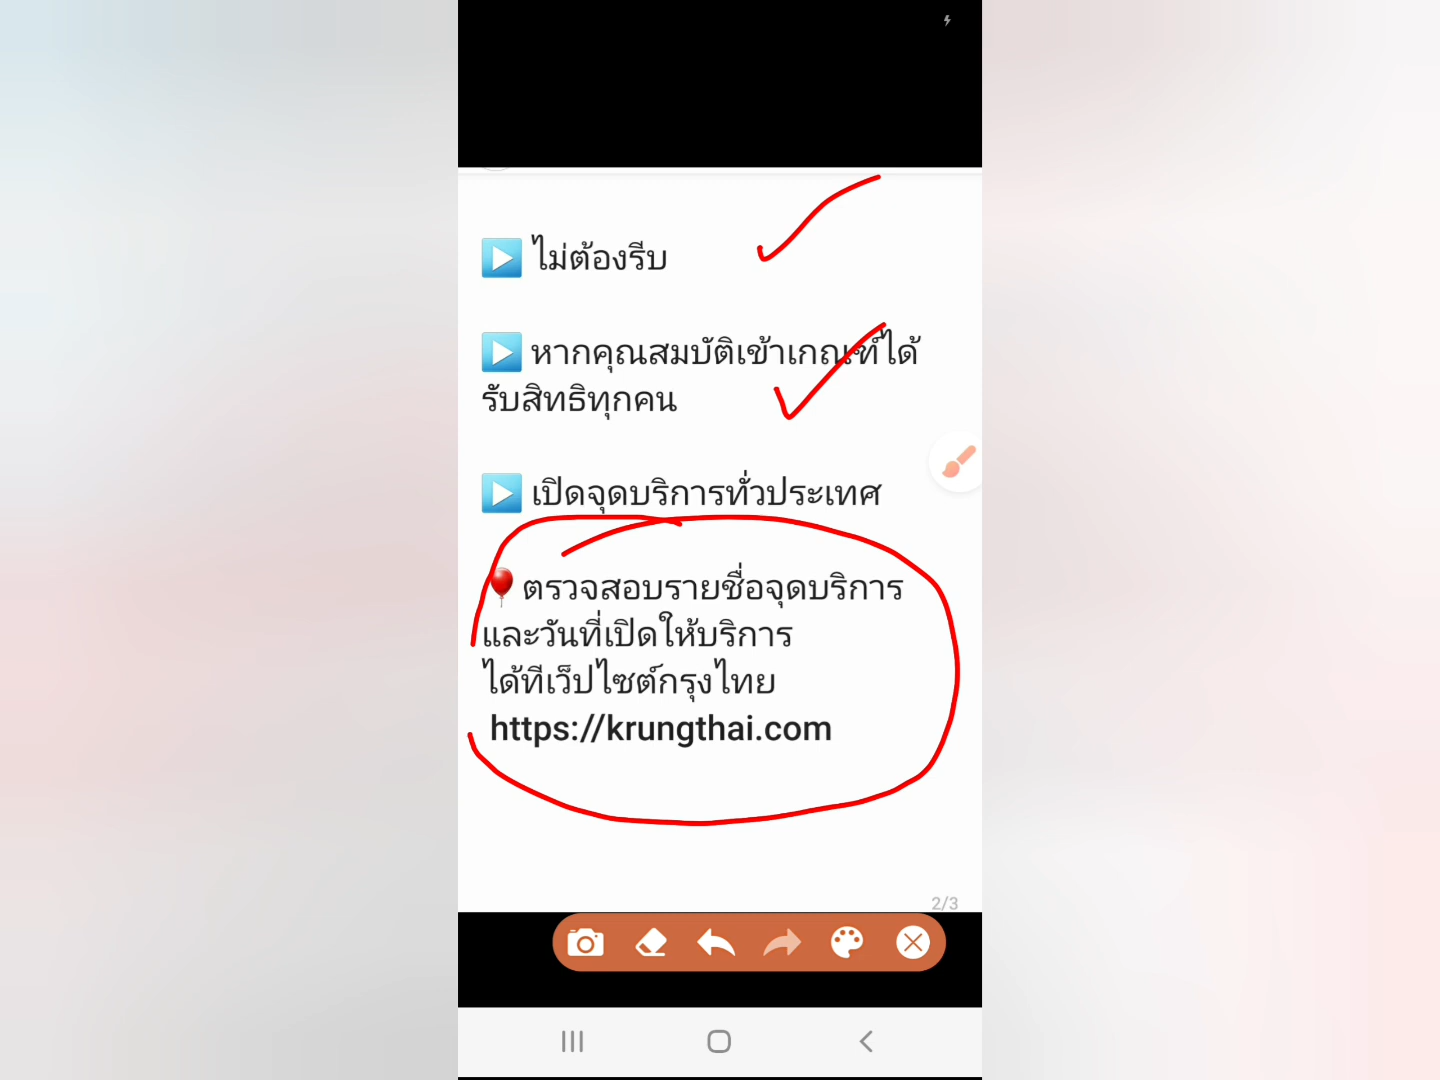 ไม่ต้องรีบ
หากคุณสมบัติเข้าเกณฑ์ได้
รับสิทธิทุกคน
เปิดจุดบริการทั่วประเทศ
ตรวจสอบรายชื่อจุดบริการ
และวันที่เปิดให้บริการ
ได้ทีเว็ปไซต์กรุงไทย
https://krungthai.com
2/3